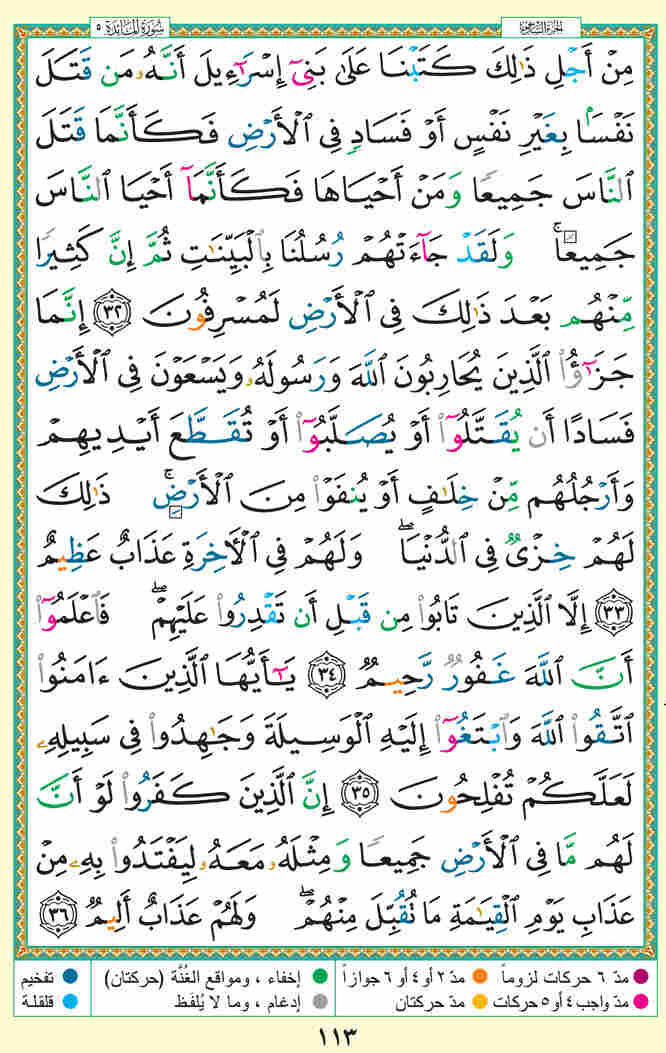 سُورَةُ المَائِدَة ٥
الجزء السادس
مِنْ أَجْلِ ذَٰلِكَ كَتَبْنَا عَلَىٰ بَنِىٓ إِسْرَٰٓءِيلَ أَنَّهُۥ مَن قَتَلَ
نَفْسًۢا بِغَيْرِ نَفْسٍ أَوْ فَسَادٍ فِى ٱلْأَرْضِ فَكَأَنَّمَا قَتَلَ
ٱلنَّاسَ جَمِيعًا وَمَنْ أَحْيَاهَا فَكَأَنَّمَآ أَحْيَا ٱلنَّاسَ
جَمِيعًاۚ وَلَقَدْ جَآءَتْهُمْ رُسُلُنَا بِٱلْبَيِّنَٰتِ ثُمَّ إِنَّ كَثِيرًا
مِّنْهُم بَعْدَ ذَٰلِكَ فِى ٱلْأَرْضِ لَمُسْرِفُونَ ٣٢ إِنَّمَا
جَزَٰٓؤُا۟ ٱلَّذِينَ يُحَارِبُونَ ٱللَّهَ وَرَسُولَهُۥ وَيَسْعَوْنَ فِى ٱلْأَرْضِ
فَسَادًا أَن يُقَتَّلُوٓا۟ أَوْ يُصَلَّبُوٓا۟ أَوْ تُقَطَّعَ أَيْدِيهِمْ
وَأَرْجُلُهُم مِّنْ خِلَٰفٍ أَوْ يُنفَوْا۟ مِنَ ٱلْأَرْضِۚ ذَٰلِكَ
لَهُمْ خِزْىٌ فِى ٱلدُّنْيَاۖ وَلَهُمْ فِى ٱلْأَخِرَةِ عَذَابٌ عَظِيمٌ
٣٣ إِلَّا ٱلَّذِينَ تَابُوا۟ مِن قَبْلِ أَن تَقْدِرُوا۟ عَلَيْهِمْۖ فَٱعْلَمُوٓا۟
أَنَّ ٱللَّهَ غَفُورٌ رَّحِيمٌ ٣٤ يَٰٓأَيُّهَا ٱلَّذِينَ ءَامَنُوا۟
ٱتَّقُوا۟ ٱللَّهَ وَٱبْتَغُوٓا۟ إِلَيْهِ ٱلْوَسِيلَةَ وَجَٰهِدُوا۟ فِى سَبِيلِهِۦ
لَعَلَّكُمْ تُفْلِحُونَ ٣٥ إِنَّ ٱلَّذِينَ كَفَرُوا۟ لَوْ أَنَّ
لَهُم مَّا فِى ٱلْأَرْضِ جَمِيعًا وَمِثْلَهُۥ مَعَهُۥ لِيَفْتَدُوا۟ بِهِۦ مِنْ
عَذَابِ يَوْمِ ٱلْقِيَٰمَةِ مَا تُقُبِّلَ مِنْهُمْۖ وَلَهُمْ عَذَابٌ أَلِيمٌ ٣٦
مدّ ٦ حركات لزوماً مدّ ٢ أو ٤ أو ٦ جوازاً إخفاء ، ومواقع الغُنَّة (حركتان) تفخيم
مدّ واجب ٤ أو ٥ حركات مدّ حركتان إدغام ، وما لا يُلفَظ قلقلة
١١٣